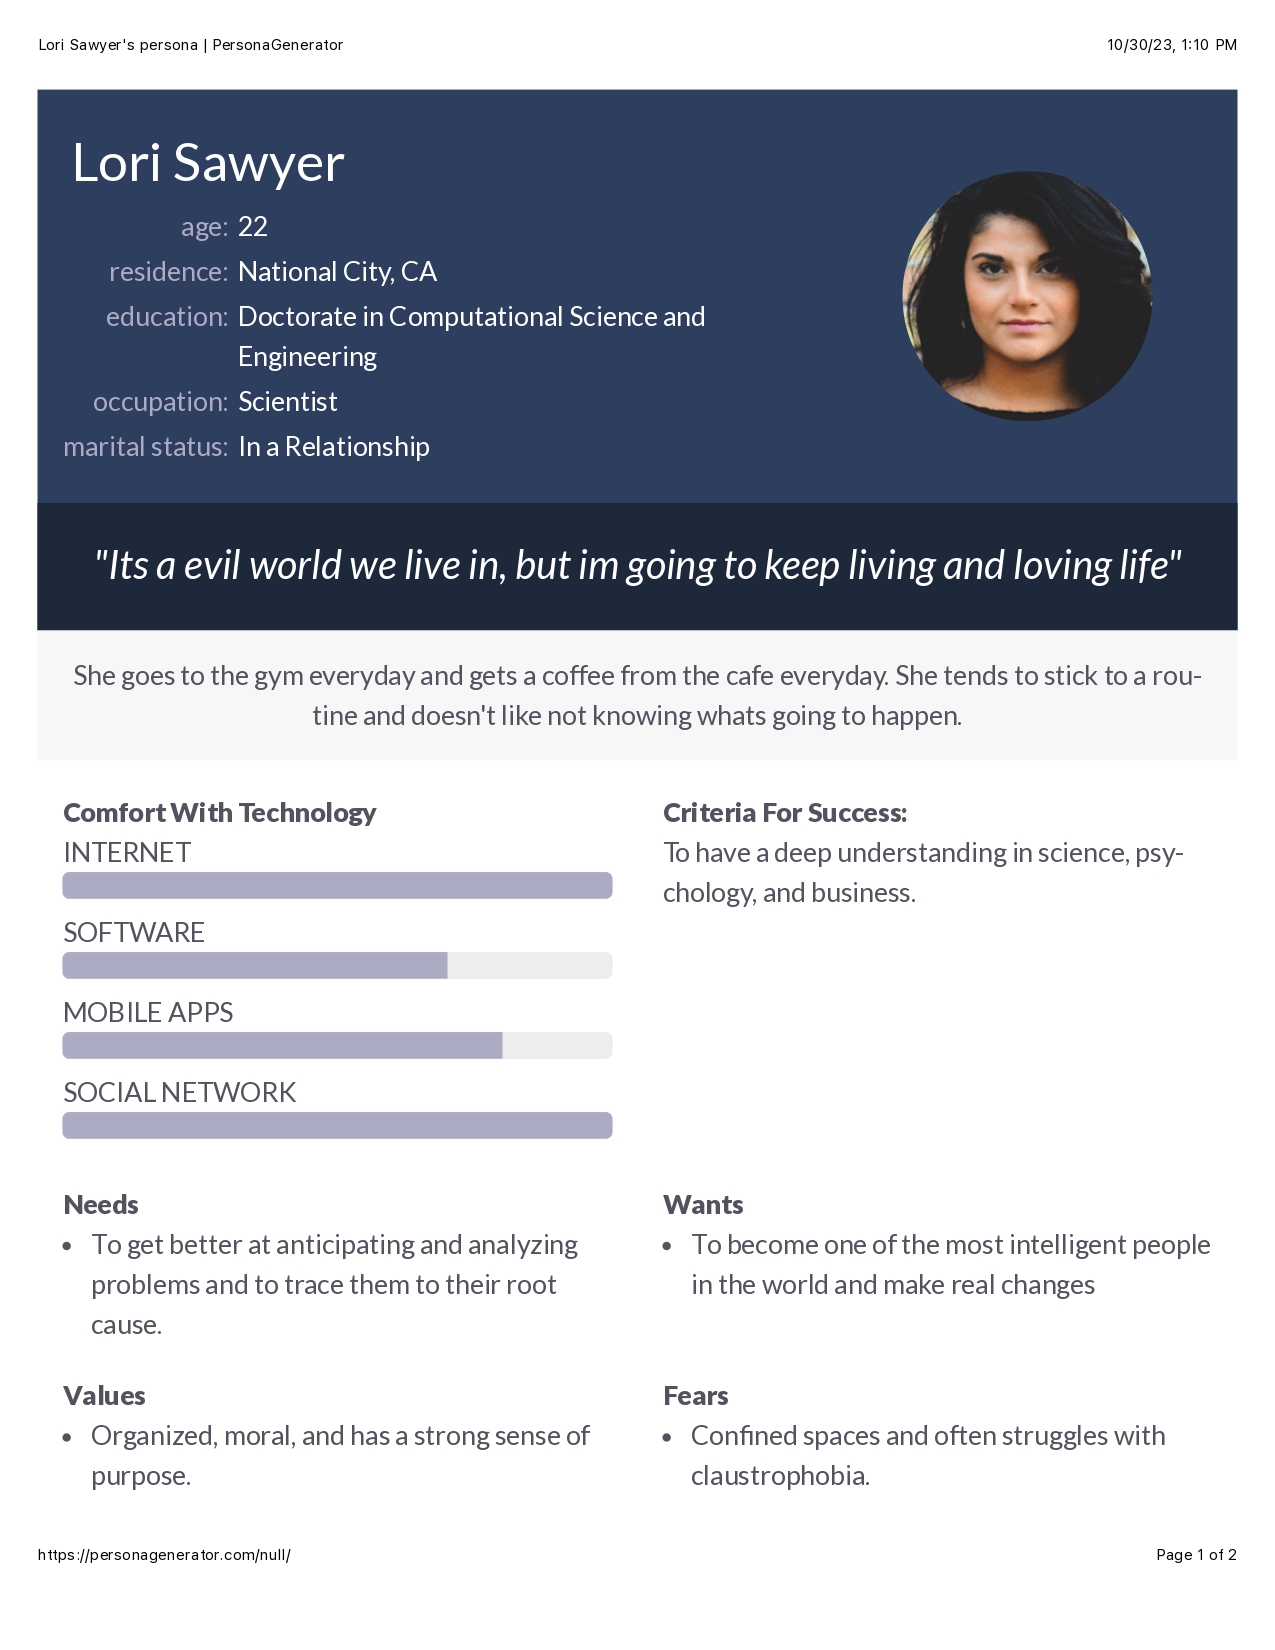 Lori Sawyer's persona | PersonaGenerator 10/30/23, 1:10 PM
Lori Sawyer
age: 22
residence: National City, CA
education: Doctorate in Computational Science and
Engineering
occupation: Scientist
marital status: In a Relationship
"Its a evil world we live in, but im going to keep living and loving life"
She goes to the gym everyday and gets a coffee from the cafe everyday. She tends to stick to a rou-
tine and doesn't like not knowing whats going to happen.
Comfort With Technology
INTERNET
SOFTWARE
MOBILE APPS
SOCIAL NETWORK
Criteria For Success:
To have a deep understanding in science, psy-
chology, and business.
Needs
• To get better at anticipating and analyzing
problems and to trace them to their root
cause.
Wants
• To become one of the most intelligent people
in the world and make real changes
Values
• Organized, moral, and has a strong sense of
purpose.
Fears
• Confined spaces and often struggles with
claustrophobia.
https://personagenerator.com/null/ Page 1 of 2